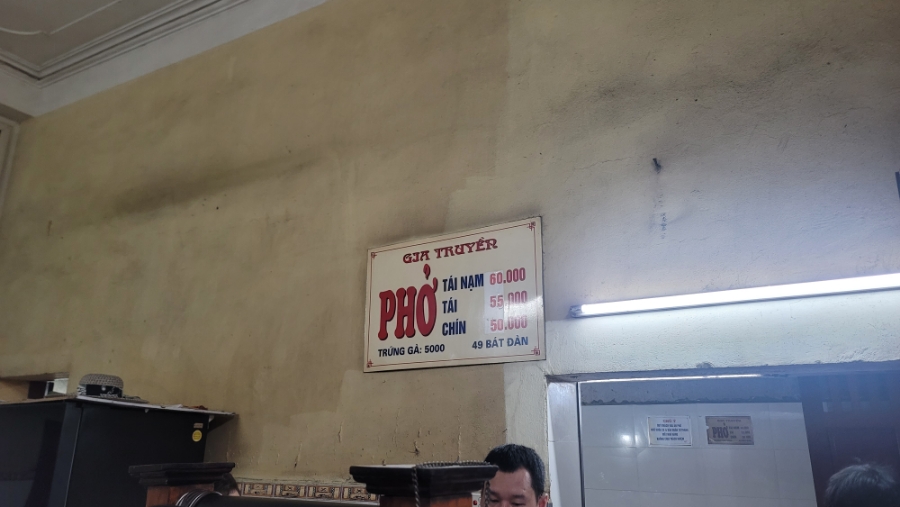 GIA TRUYỀN
PHỞ
TÁI NẠM 60.000
TÁI 55.000
CHÍN 50.000
TRỨNG GÀ: 5000 49 BÁT ĐÀN
PHỞ